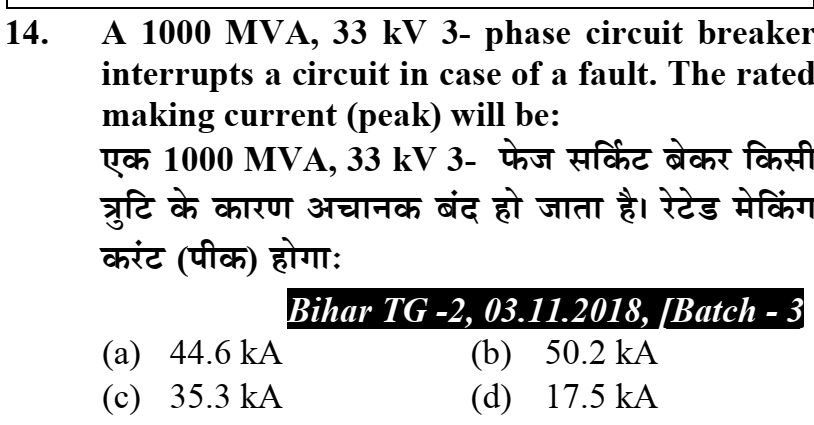 14. A 1000 MVA, 33 kV 3- phase circuit breaker
interrupts a circuit in case of a fault. The rated
making current (peak) will be:
एक 1000 MVA, 33 kV 3- फेज सर्किट ब्रेकर किसी
त्रुटि के कारण अचानक बंद हो जाता है। रेटेड मेकिंग
करंट (पीक) होगाः
Bihar TG -2, 03.11.2018, [Batch - 3
(a) 44.6 kA (b) 50.2 kA
(c) 35.3 kA (d) 17.5 kA